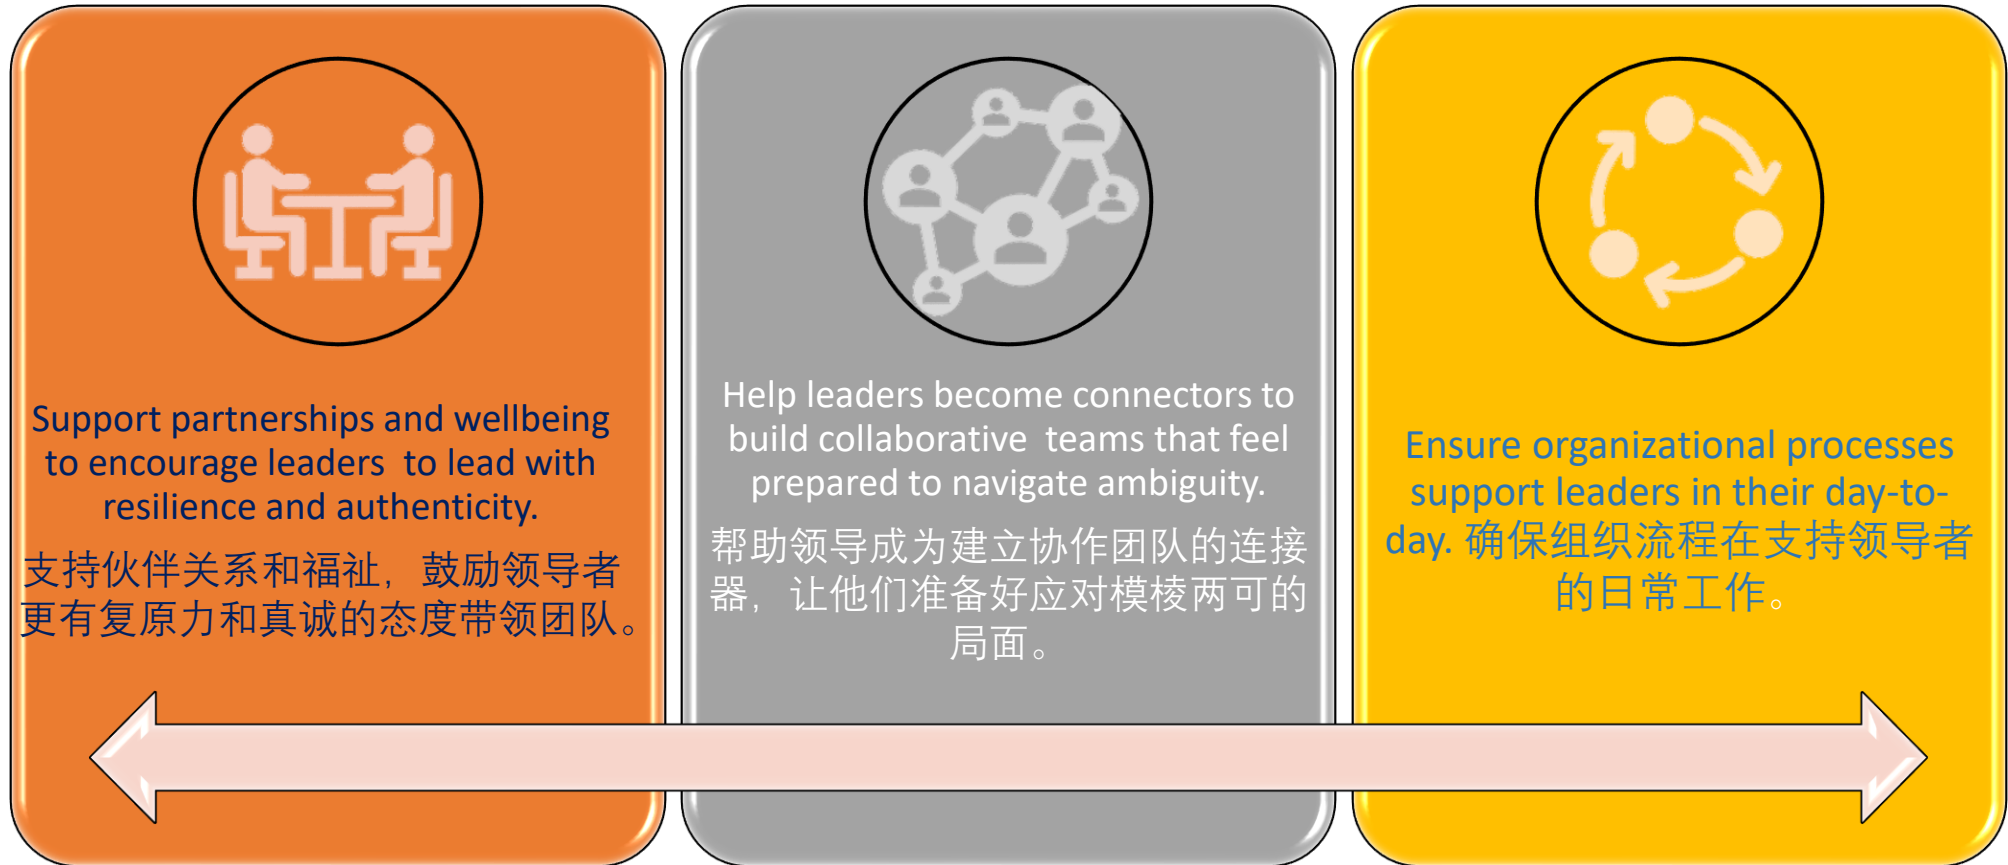 Support partnerships and wellbeing
to encourage leaders  to lead with
resilience and authenticity.
支持伙伴关系和福祉，鼓励领导者
更有复原力和真诚的态度带领团队。
Help leaders become connectors to
build collaborative  teams that feel
prepared to navigate ambiguity.
帮助领导成为建立协作团队的连接
器，让他们准备好应对模棱两可的
局面。
Ensure organizational processes
support leaders in their day-to-
day. 确保组织流程在支持领导者
的日常工作。